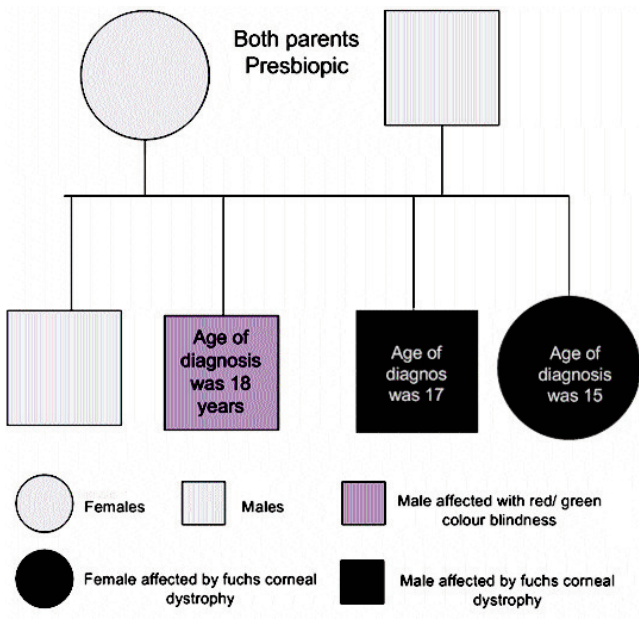 Both parents
Presbiopic
Age of
diagnosis
was 18
years
Age of
diagnos
was 17
Age of
diagnosis
was 15
Females
Males
Male affected with red/ green
colour blindness
Female affected by fuchs corneal
dystrophy
Male affected by fuchs corneal
dystrophy